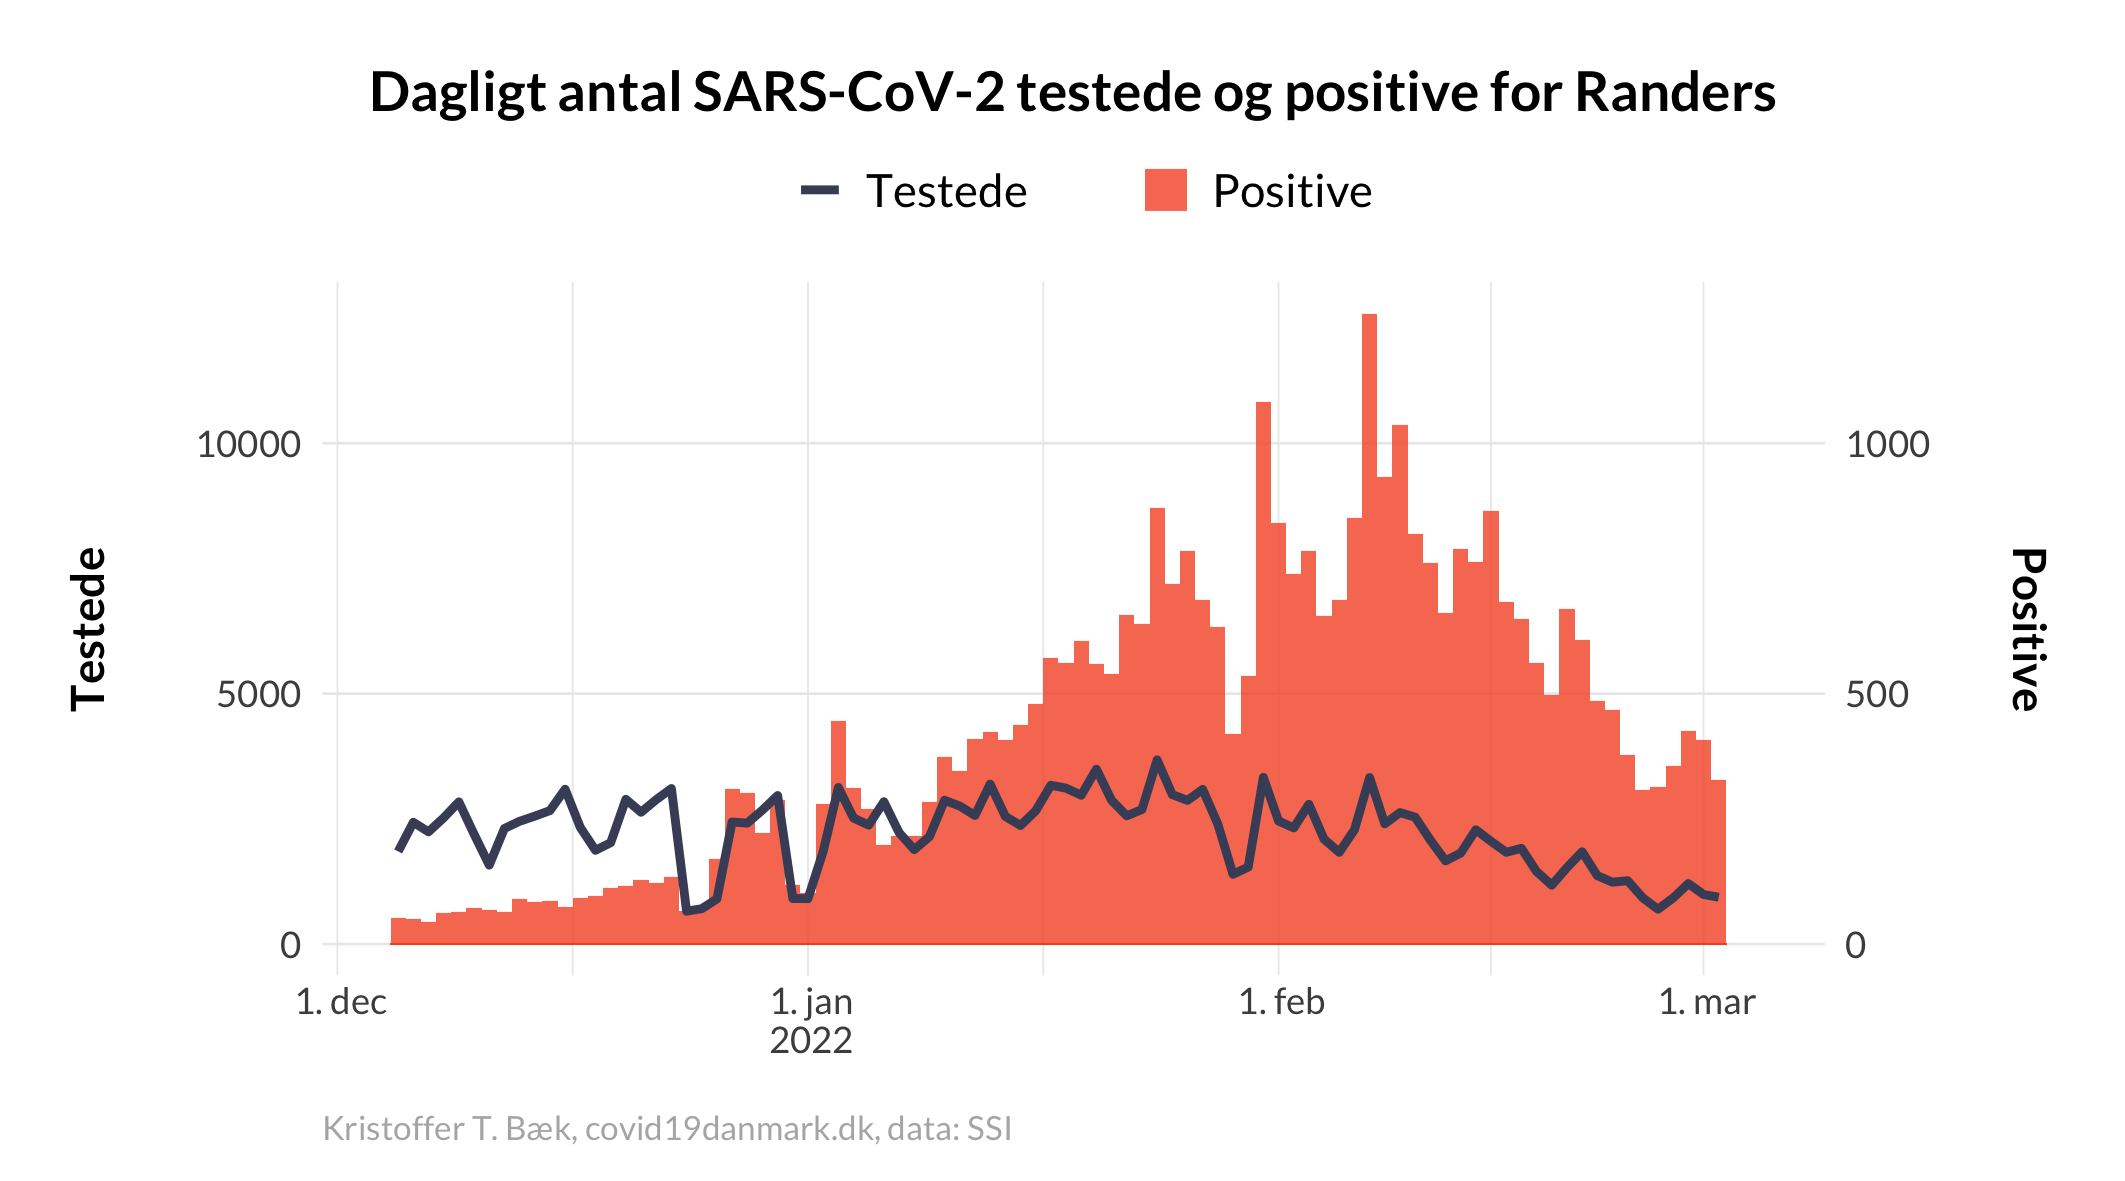 Dagligt antal SARS-CoV-2 testede og positive for Randers
Testede
Positive
10000
5000
0
Testede
1000
500
0
Positive
1. dec
1. jan
2022
1. feb
1. mar
Kristoffer T. Bæk, covid19danmark.dk, data: SSI